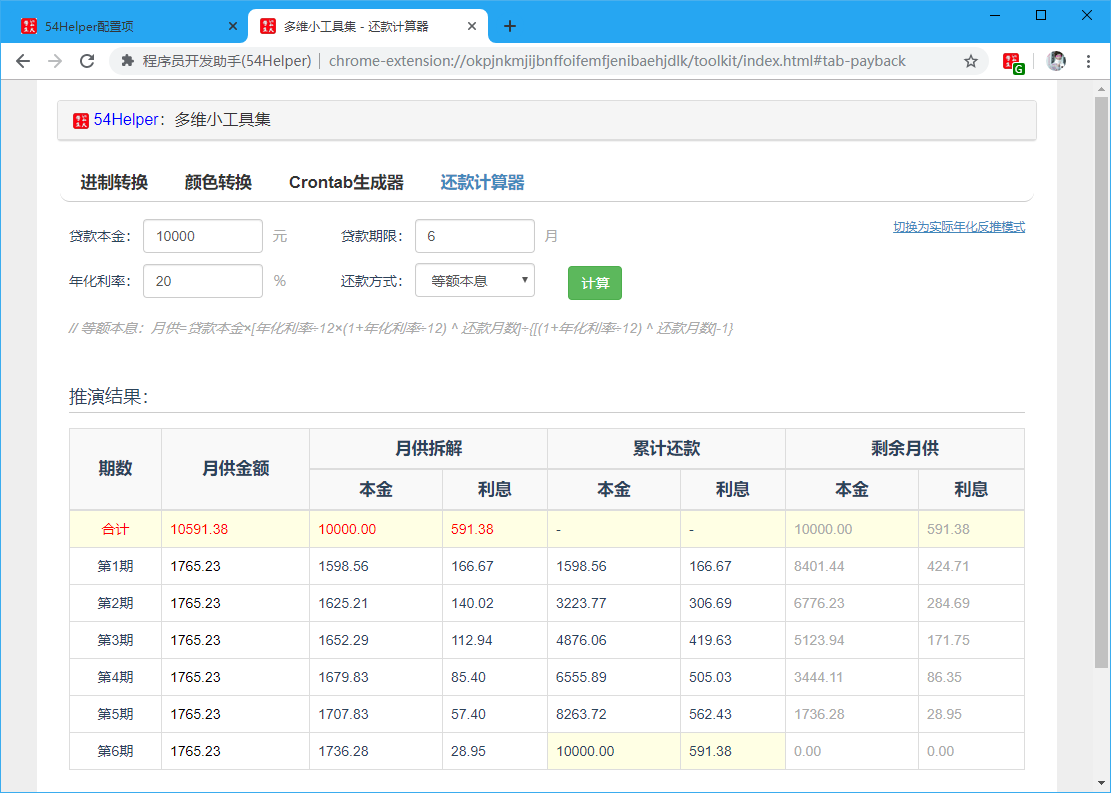 54Helper配置项
多维小工具集 - 还款计算器
程序员开发助手(54Helper) | chrome-extension://okpjnkmjijbnffoifemfjenibaehjdlk/toolkit/index.html#tab-payback
G
54Helper：多维小工具集
进制转换 颜色转换 Crontab生成器 还款计算器
贷款本金： 10000 元 贷款期限： 6 月 切换为实际年化反推模式
年化利率： 20 % 还款方式： 等额本息 计算
// 等额本息：月供=贷款本金×[年化利率÷12×(1+年化利率÷12) ^ 还款月数]÷{[(1+年化利率÷12) ^ 还款月数]-1}
推演结果：
期数 月供金额 月供拆解 累计还款 剩余月供
本金 利息 本金 利息 本金 利息
合计 10591.38 10000.00 591.38 - - 10000.00 591.38
第1期 1765.23 1598.56 166.67 1598.56 166.67 8401.44 424.71
第2期 1765.23 1625.21 140.02 3223.77 306.69 6776.23 284.69
第3期 1765.23 1652.29 112.94 4876.06 419.63 5123.94 171.75
第4期 1765.23 1679.83 85.40 6555.89 505.03 3444.11 86.35
第5期 1765.23 1707.83 57.40 8263.72 562.43 1736.28 28.95
第6期 1765.23 1736.28 28.95 10000.00 591.38 0.00 0.00